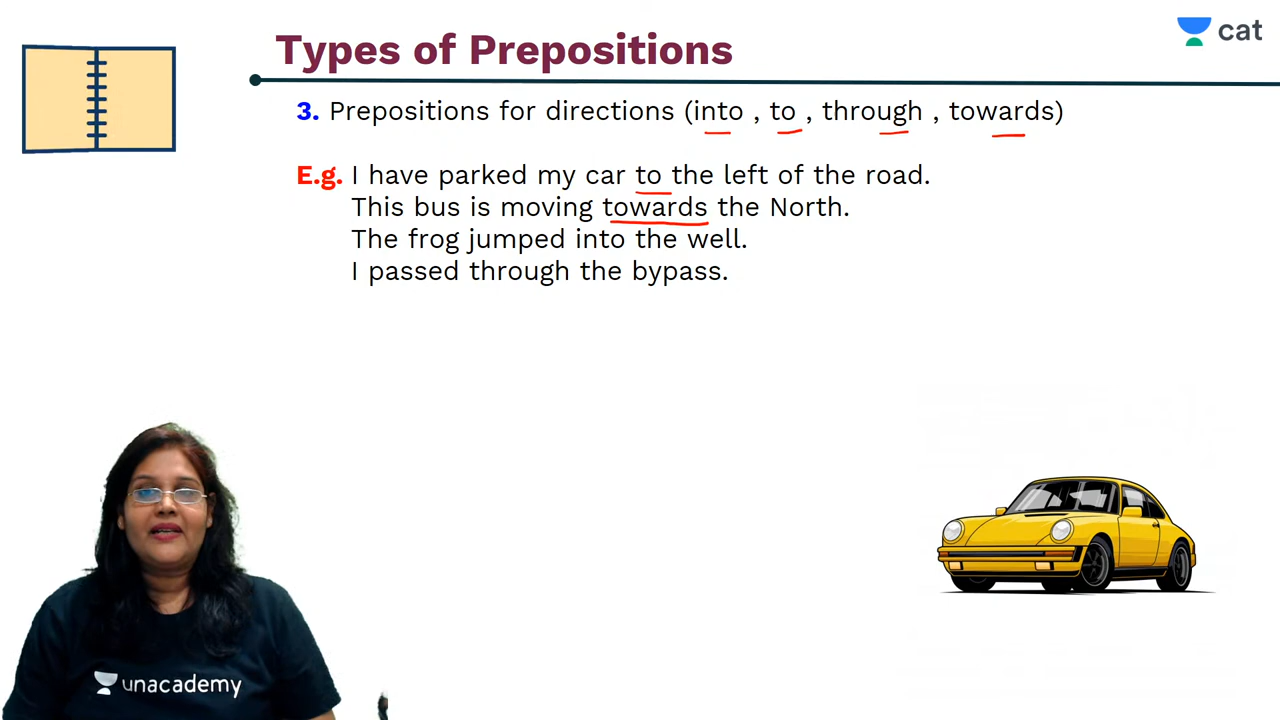 Types of Prepositions
cat
3. Prepositions for directions (into , to , through , towards)
E.g. I have parked my car to the left of the road.
This bus is moving towards the North.
The frog jumped into the well.
I passed through the bypass.
unacademy